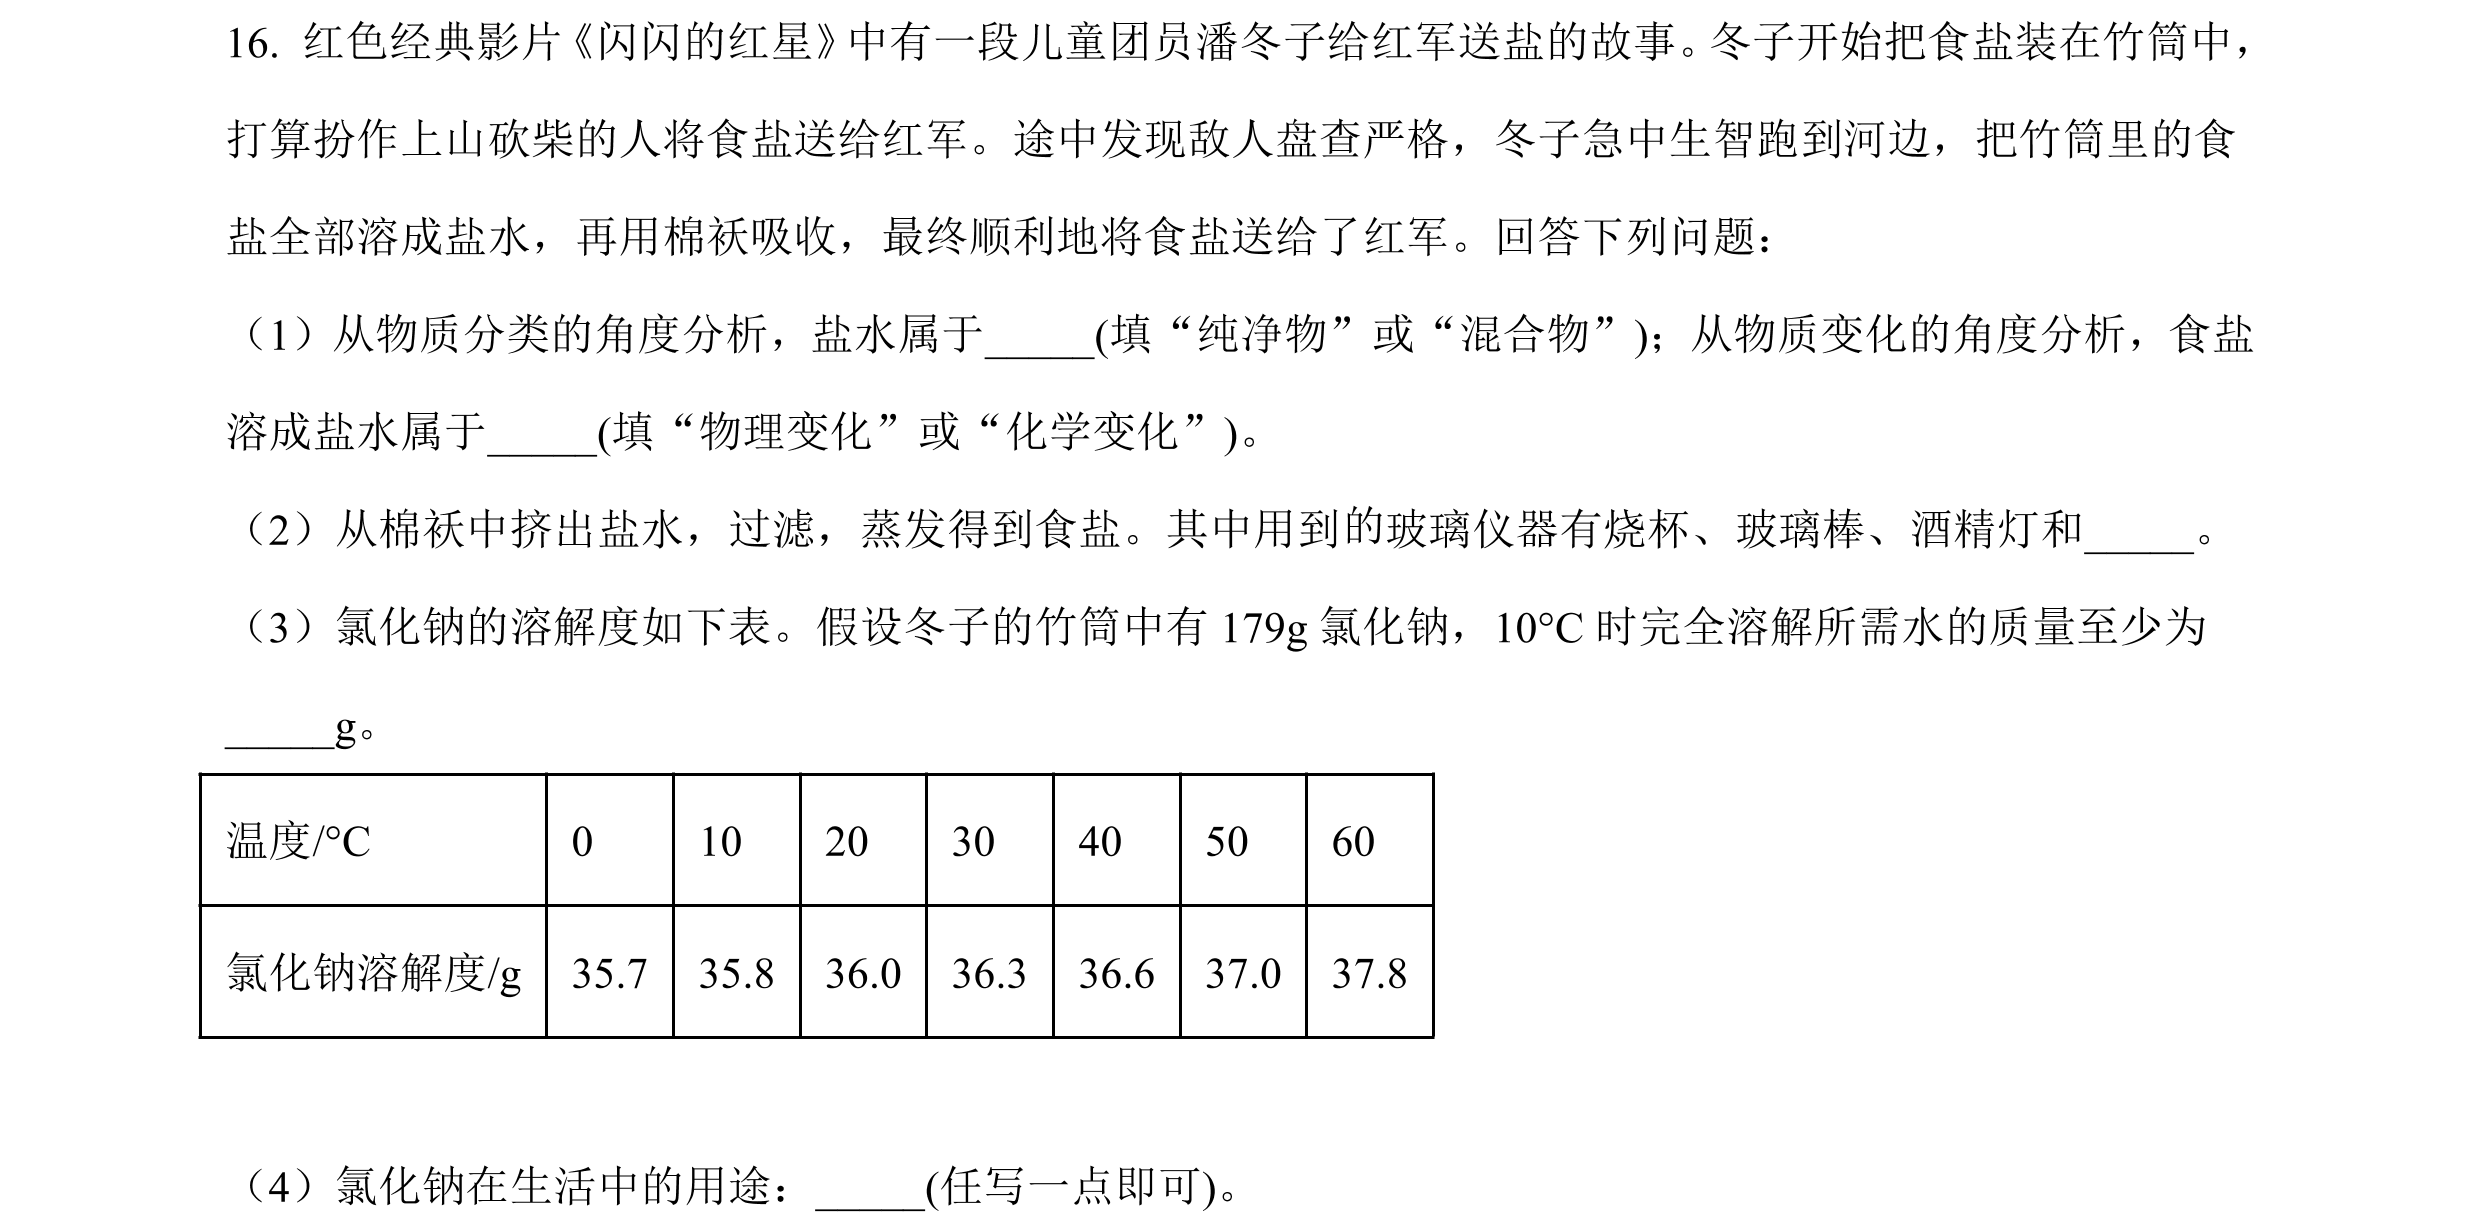 16. 红色经典影片《闪闪的红星》中有一段儿童团员潘冬子给红军送盐的故事。冬子开始把食盐装在竹筒中，
打算扮作上山砍柴的人将食盐送给红军。途中发现敌人盘查严格，冬子急中生智跑到河边，把竹筒里的食
盐全部溶成盐水，再用棉袄吸收，最终顺利地将食盐送给了红军。回答下列问题：
（1）从物质分类的角度分析，盐水属于_____(填“纯净物”或“混合物”)；从物质变化的角度分析，食盐
溶成盐水属于_____(填“物理变化”或“化学变化”)。
（2）从棉袄中挤出盐水，过滤，蒸发得到食盐。其中用到的玻璃仪器有烧杯、玻璃棒、酒精灯和_____。
（3）氯化钠的溶解度如下表。假设冬子的竹筒中有 179g 氯化钠，10°C 时完全溶解所需水的质量至少为
_____g。
温度/°C 0 10 20 30 40 50 60
氯化钠溶解度/g 35.7 35.8 36.0 36.3 36.6 37.0 37.8
（4）氯化钠在生活中的用途：_____(任写一点即可)。